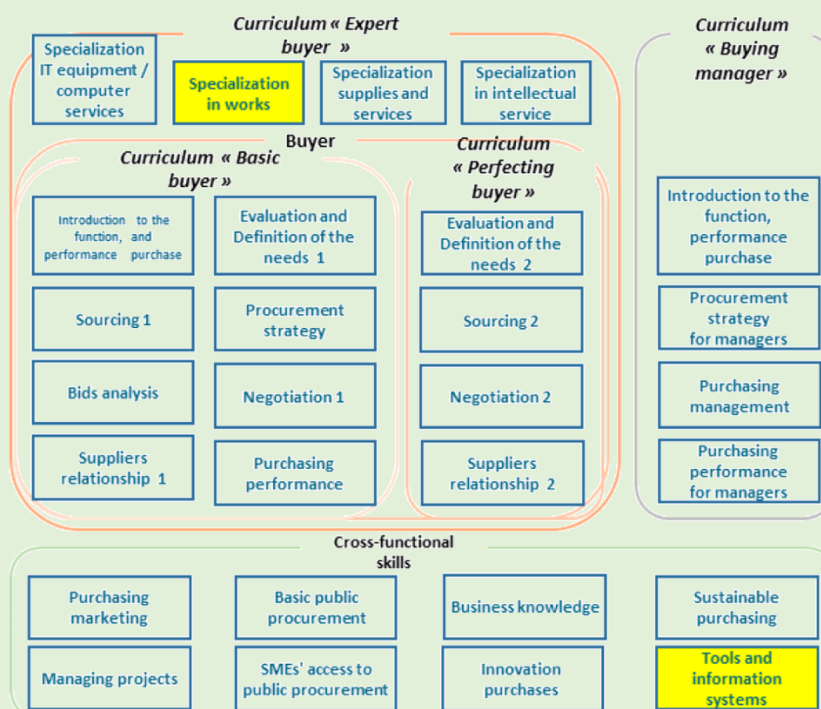 Curriculum « Expert
buyer »
Curriculum
« Buying
manager »
Specialization
IT equipment /
computer
services
Specialization
in works
Specialization
supplies and
services
Specialization
in intellectual
service
Buyer
Curriculum « Basic
buyer »
Curriculum
« Perfecting
buyer »
Introduction to the
function, and
performance purchase
Evaluation and
Definition of the
needs 1
Evaluation and
Definition of the
needs 2
Introduction to the
function,
performance
purchase
Sourcing 1
Procurement
strategy
Sourcing 2
Procurement
strategy
for managers
Bids analysis
Negotiation 1
Negotiation 2
Purchasing
management
Suppliers
relationship 1
Purchasing
performance
Suppliers
relationship 2
Purchasing
performance
for managers
Cross-functional
skills
Purchasing
marketing
Basic public
procurement
Business knowledge
Sustainable
purchasing
Managing projects
SMEs' access to
public procurement
Innovation
purchases
Tools and
information
systems